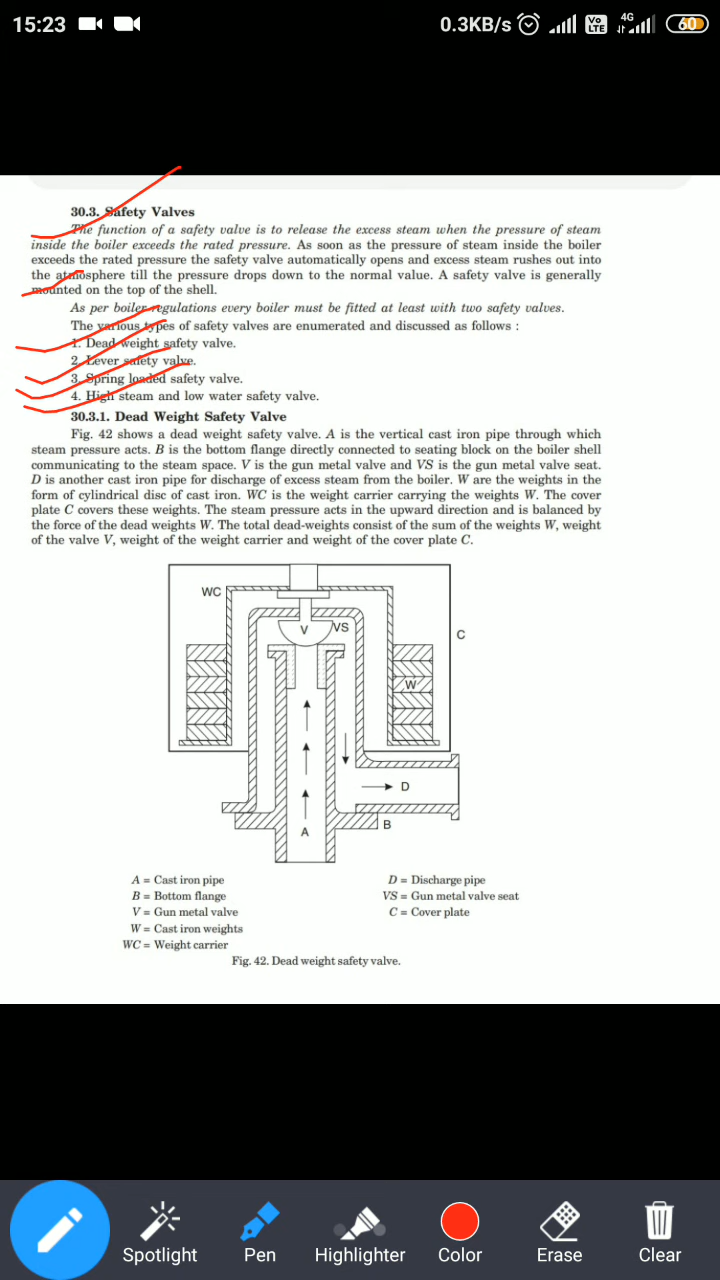 15:23
0.3KB/s
Vo
LTE
4G
60
30.3. Safety Valves
The function of a safety valve is to release the excess steam when the pressure of steam
inside the boiler exceeds the rated pressure. As soon as the pressure of steam inside the boiler
exceeds the rated pressure the safety valve automatically opens and excess steam rushes out into
the atmosphere till the pressure drops down to the normal value. A safety valve is generally
mounted on the top of the shell.
As per boiler regulations every boiler must be fitted at least with two safety valves.
The various types of safety valves are enumerated and discussed as follows :
1. Dead weight safety valve.
2. Lever safety valve.
3. Spring loaded safety valve.
4. High steam and low water safety valve.
30.3.1. Dead Weight Safety Valve
Fig. 42 shows a dead weight safety valve. A is the vertical cast iron pipe through which
steam pressure acts. B is the bottom flange directly connected to seating block on the boiler shell
communicating to the steam space. V is the gun metal valve and VS is the gun metal valve seat.
D is another cast iron pipe for discharge of excess steam from the boiler. W are the weights in the
form of cylindrical disc of cast iron. WC is the weight carrier carrying the weights W. The cover
plate C covers these weights. The steam pressure acts in the upward direction and is balanced by
the force of the dead weights W. The total dead-weights consist of the sum of the weights W, weight
of the valve V, weight of the weight carrier and weight of the cover plate C.
WC
V
VS
C
W
D
B
A
A = Cast iron pipe
D = Discharge pipe
B = Bottom flange
VS = Gun metal valve seat
V = Gun metal valve
C = Cover plate
W = Cast iron weights
WC = Weight carrier
Fig. 42. Dead weight safety valve.
Spotlight
Pen
Highlighter
Color
Erase
Clear